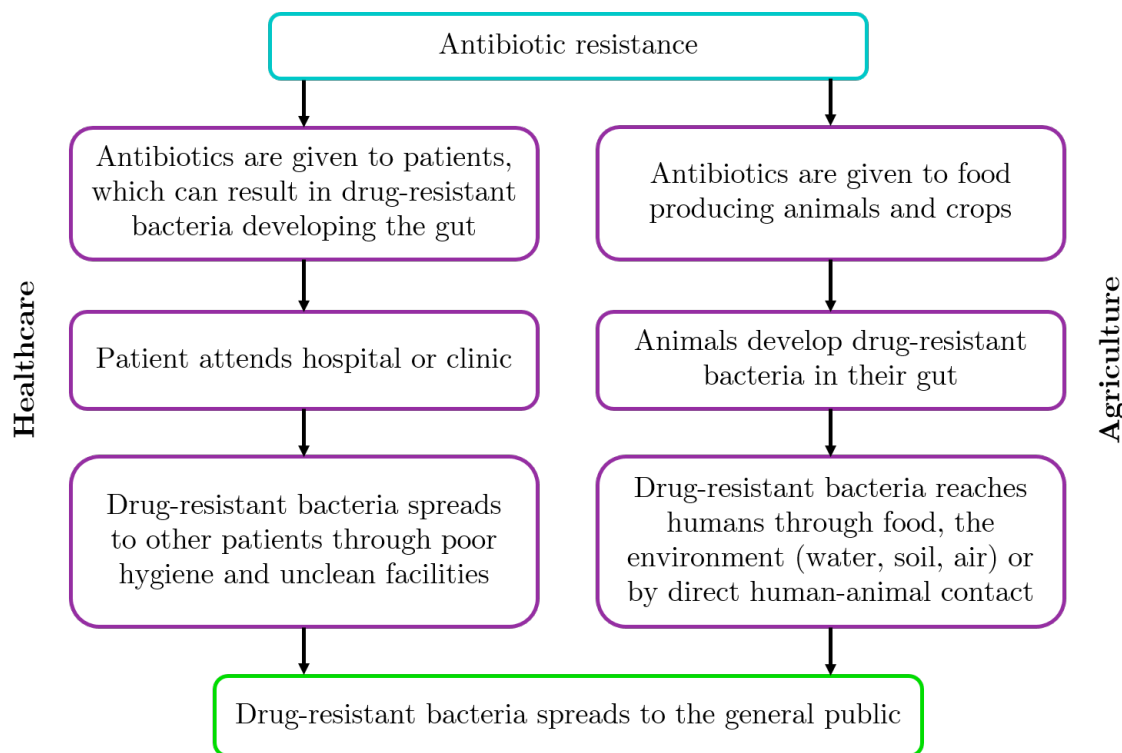 Antibiotic resistance
Healthcare
Antibiotics are given to patients,
which can result in drug-resistant
bacteria developing the gut
Patient attends hospital or clinic
Drug-resistant bacteria spreads
to other patients through poor
hygiene and unclean facilities
Antibiotics are given to food
producing animals and crops
Animals develop drug-resistant
bacteria in their gut
Drug-resistant bacteria reaches
humans through food, the
environment (water, soil, air) or
by direct human-animal contact
Agriculture
Drug-resistant bacteria spreads to the general public